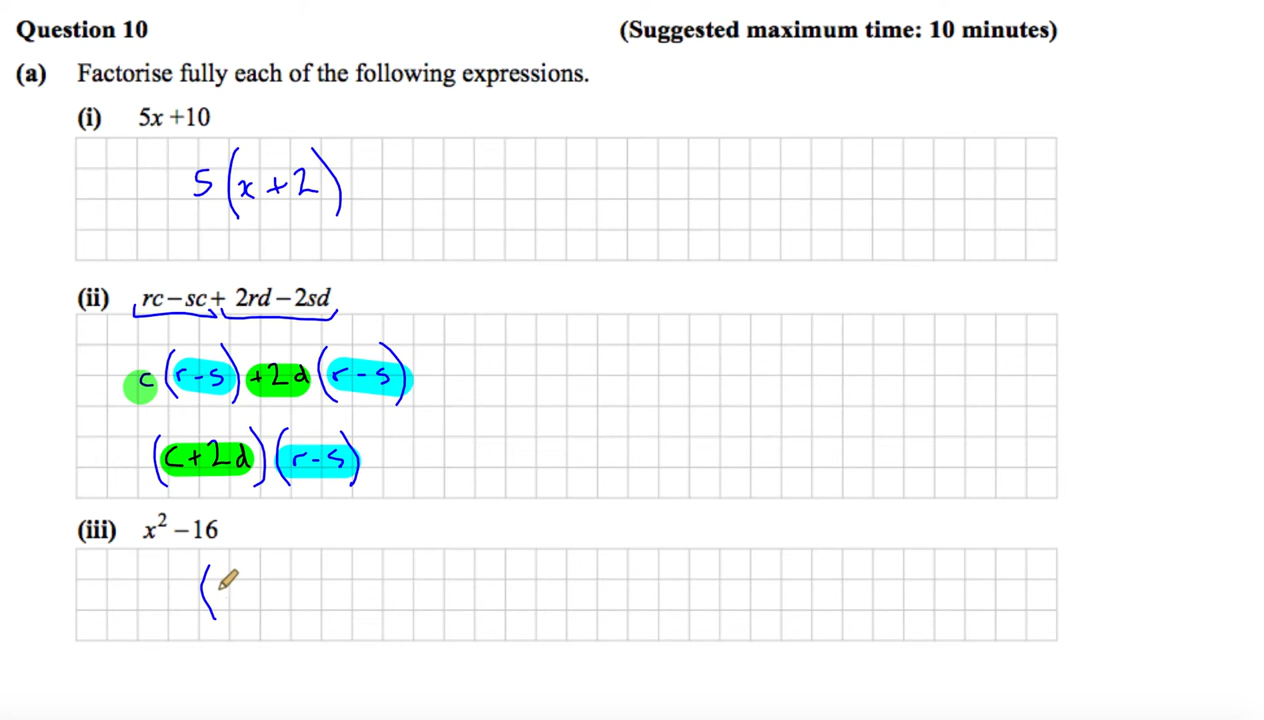 Question 10 (Suggested maximum time: 10 minutes)
(a) Factorise fully each of the following expressions.
(i) 5x +10
5(x+2)
(ii) rc – sc + 2rd – 2sd
c(r-s)+2d(r-s)
(c+2d)(r-s)
(iii) x² –16
(